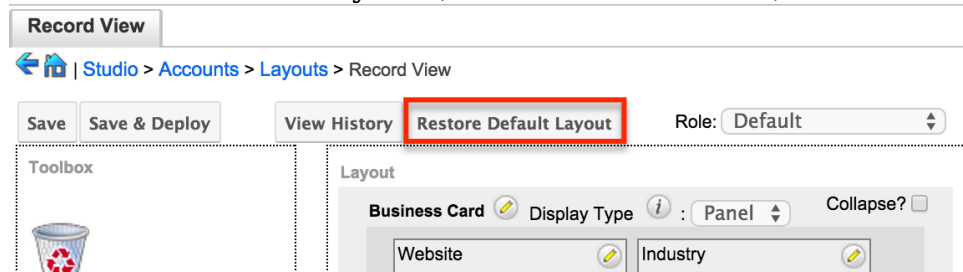 Record View
| Studio > Accounts > Layouts > Record View
Save Save & Deploy View History Restore Default Layout Role: Default
Toolbox
Layout
Business Card Display Type i : Panel Collapse?
Website Industry